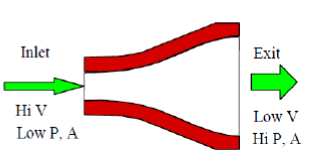 Inlet
Hi V
Low P, A
Exit
Low V
Hi P, A